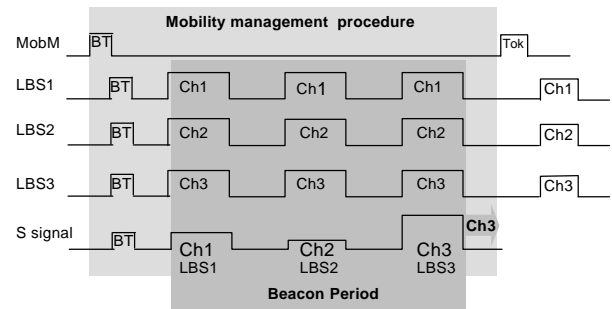 Mobility management procedure
MobM BT Tok
LBS1 BT Ch1 Ch1 Ch1 Ch1
LBS2 BT Ch2 Ch2 Ch2 Ch2
LBS3 BT Ch3 Ch3 Ch3 Ch3
Ch3
S signal BT Ch1 Ch2 Ch3
LBS1 LBS2 LBS3
Beacon Period